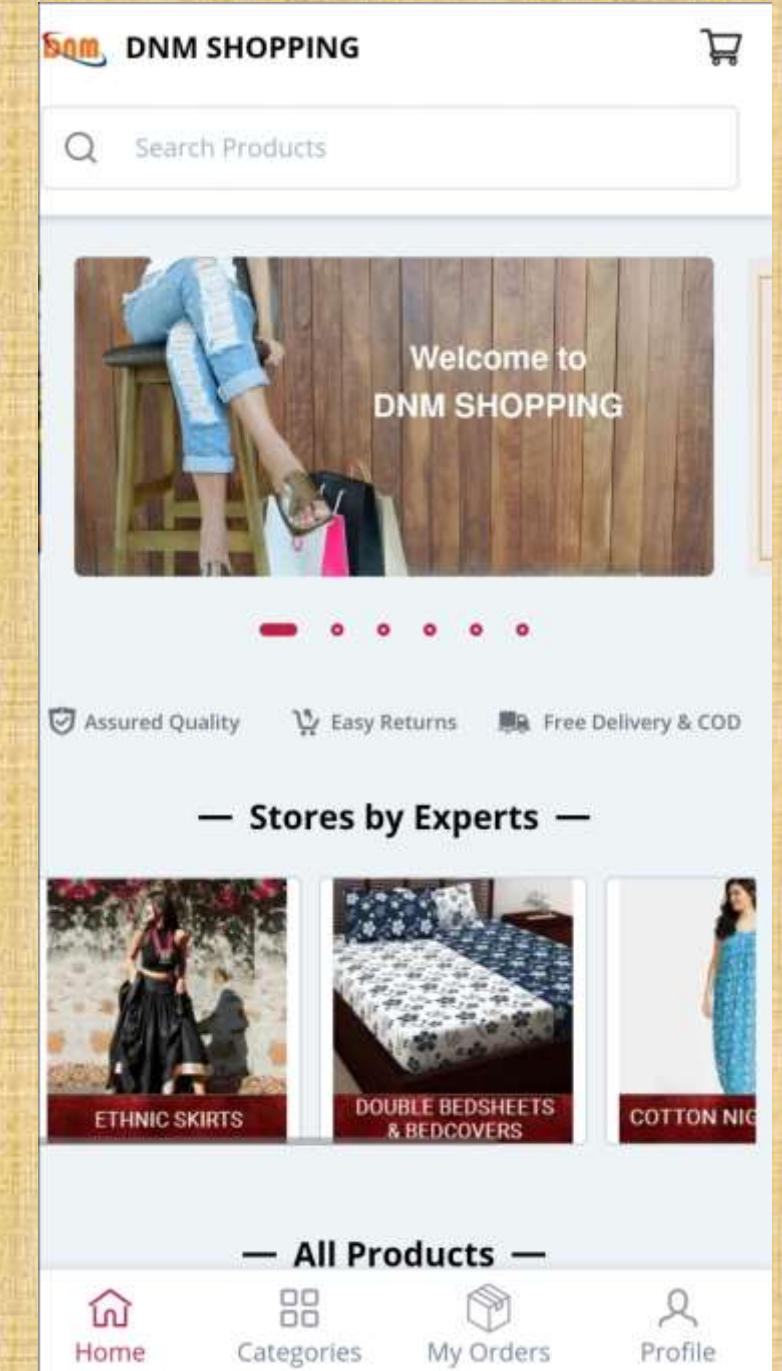 Dnm DNM SHOPPING
Search Products
Welcome to
DNM SHOPPING
Assured Quality Easy Returns Free Delivery & COD
— Stores by Experts —
ETHNIC SKIRTS
DOUBLE BEDSHEETS
& BEDCOVERS
COTTON NIG
— All Products —
Home Categories My Orders Profile